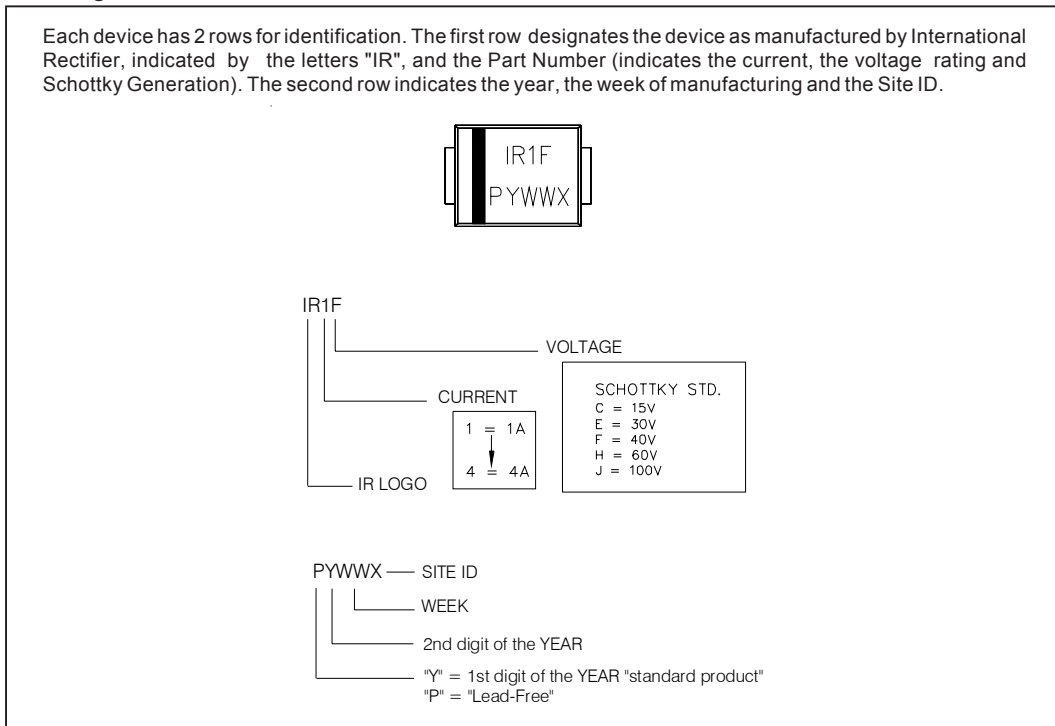 Each device has 2 rows for identification. The first row designates the device as manufactured by International
Rectifier, indicated by the letters "IR", and the Part Number (indicates the current, the voltage rating and
Schottky Generation). The second row indicates the year, the week of manufacturing and the Site ID.
IR1F
PYWWX
IR1F
VOLTAGE
SCHOTTKY STD.
C = 15V
E = 30V
F = 40V
H = 60V
J = 100V
CURRENT
1 = 1A
4 = 4A
IR LOGO
PYWWX
SITE ID
WEEK
2nd digit of the YEAR
"Y" = 1st digit of the YEAR "standard product"
"P" = "Lead-Free"